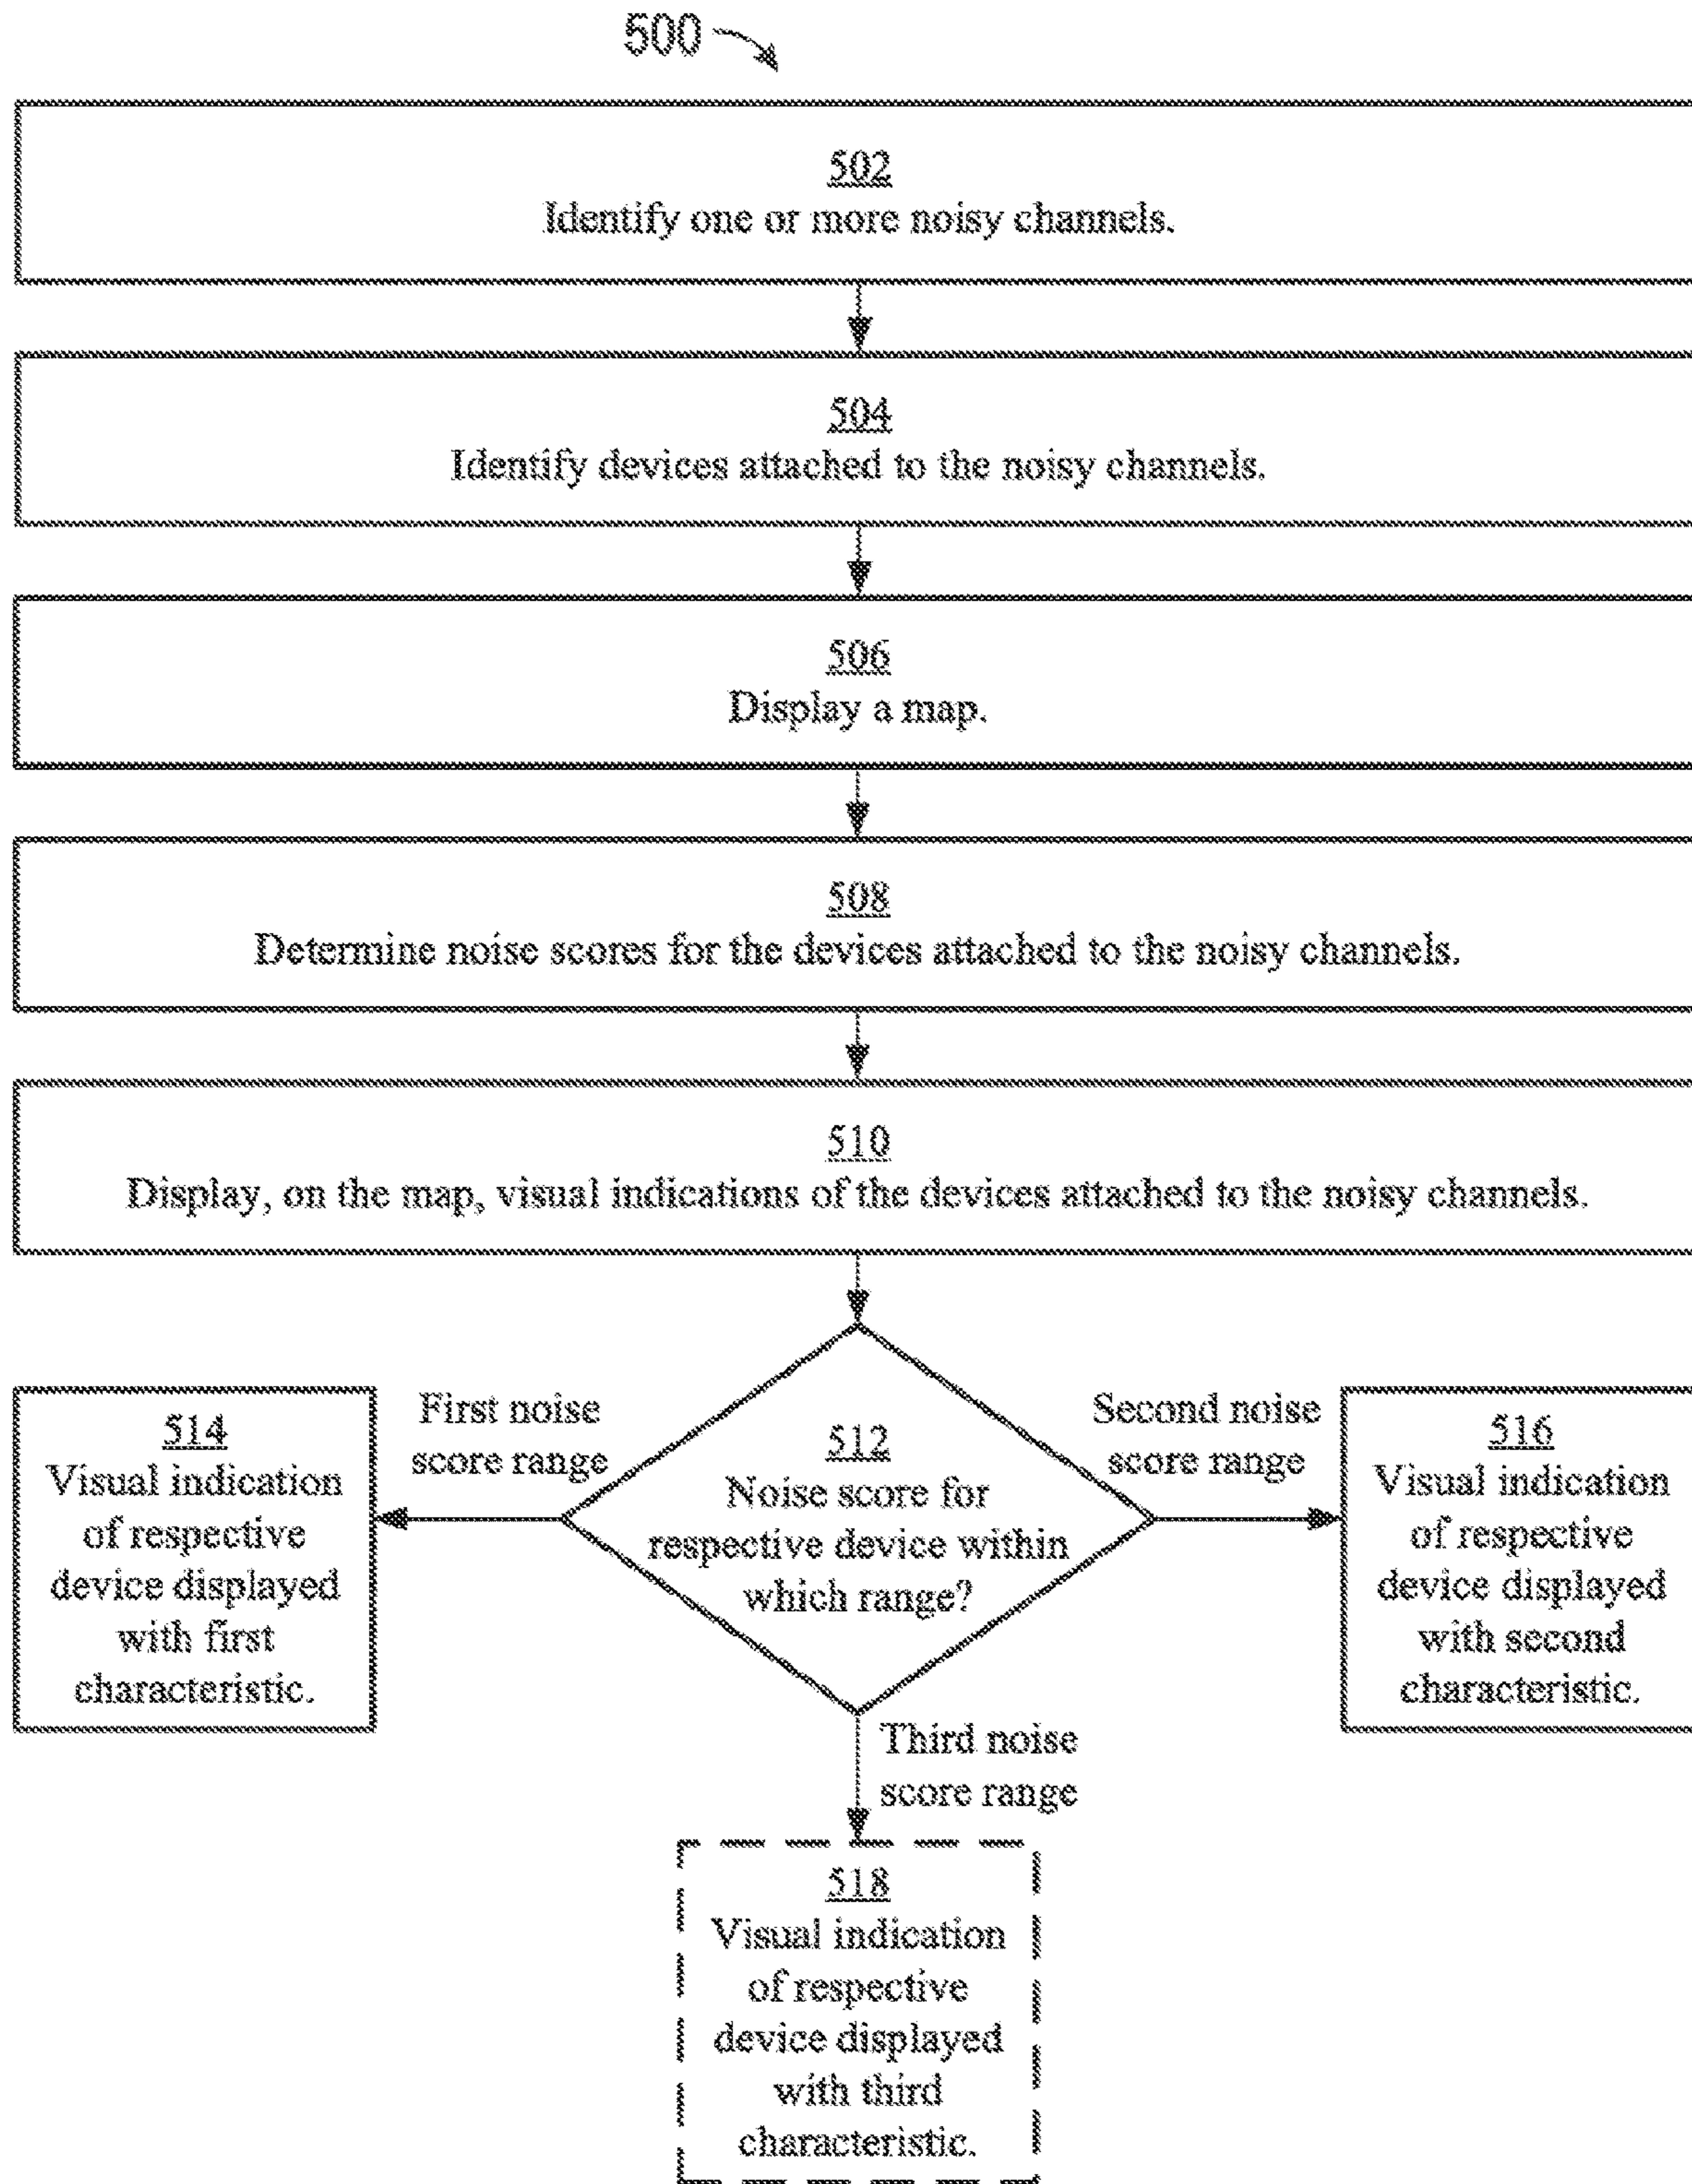 500
502
Identify one or more noisy channels.
504
Identify devices attached to the noisy channels.
506
Display a map.
508
Determine noise scores for the devices attached to the noisy channels.
510
Display, on the map, visual indications of the devices attached to the noisy channels.
First noise
score range
512
Noise score for
respective device within
which range?
Second noise
score range
514
Visual indication
of respective
device displayed
with first
characteristic.
516
Visual indication
of respective
device displayed
with second
characteristic.
Third noise
score range
518
Visual indication
of respective
device displayed
with third
characteristic.